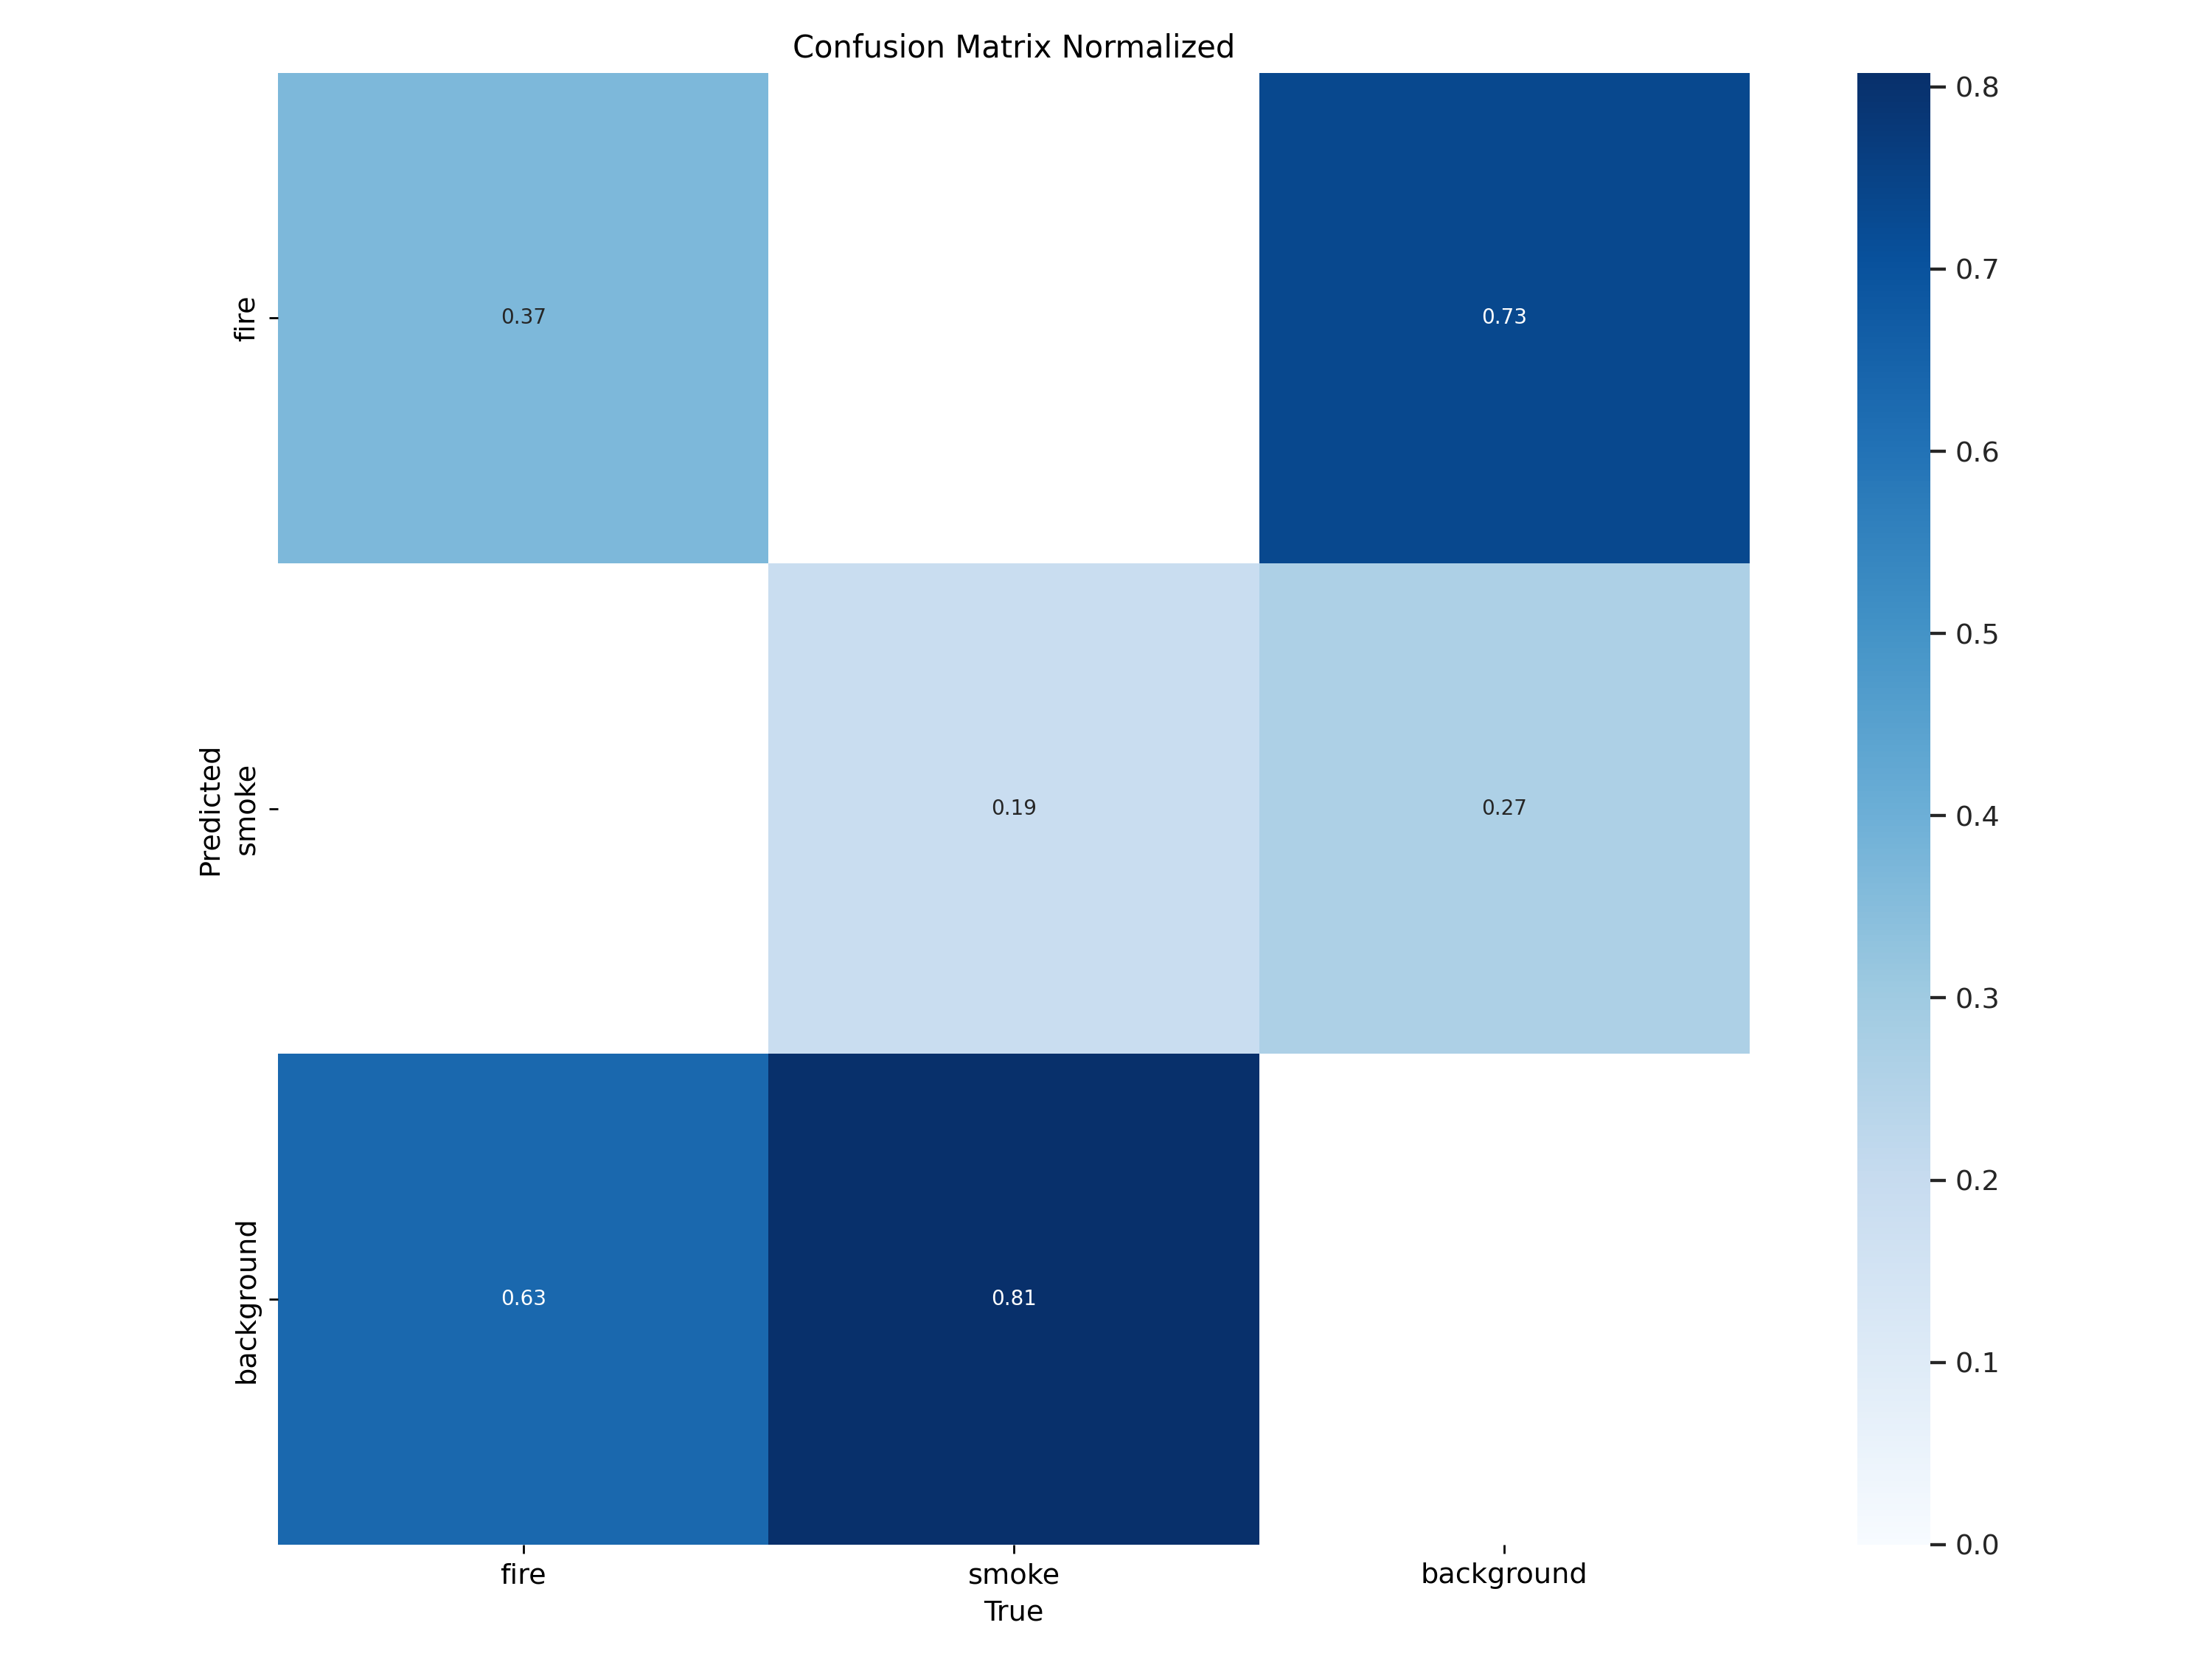 Confusion Matrix Normalized
0.8
0.7
0.6
0.5
0.4
0.3
0.2
0.1
0.0
Predicted
fire
0.37
0.73
smoke
0.19
0.27
background
0.63
0.81
fire
smoke
background
True